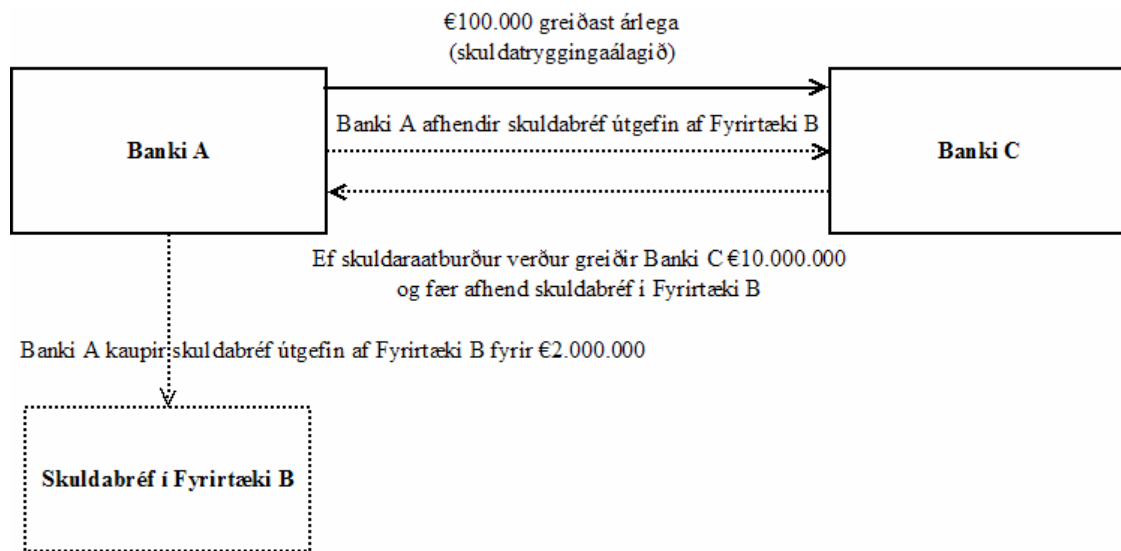 €100.000 greiðast árlega
(skuldatryggingaálagið)
Banki A afhendir skuldabréf útgefin af Fyrirtæki B
Banki A
Banki C
Ef skuldaraatburður verður greiðir Banki C €10.000.000
og fær afhend skuldabréf í Fyrirtæki B
Banki A kaupir skuldabréf útgefin af Fyrirtæki B fyrir €2.000.000
Skuldabréf í Fyrirtæki B